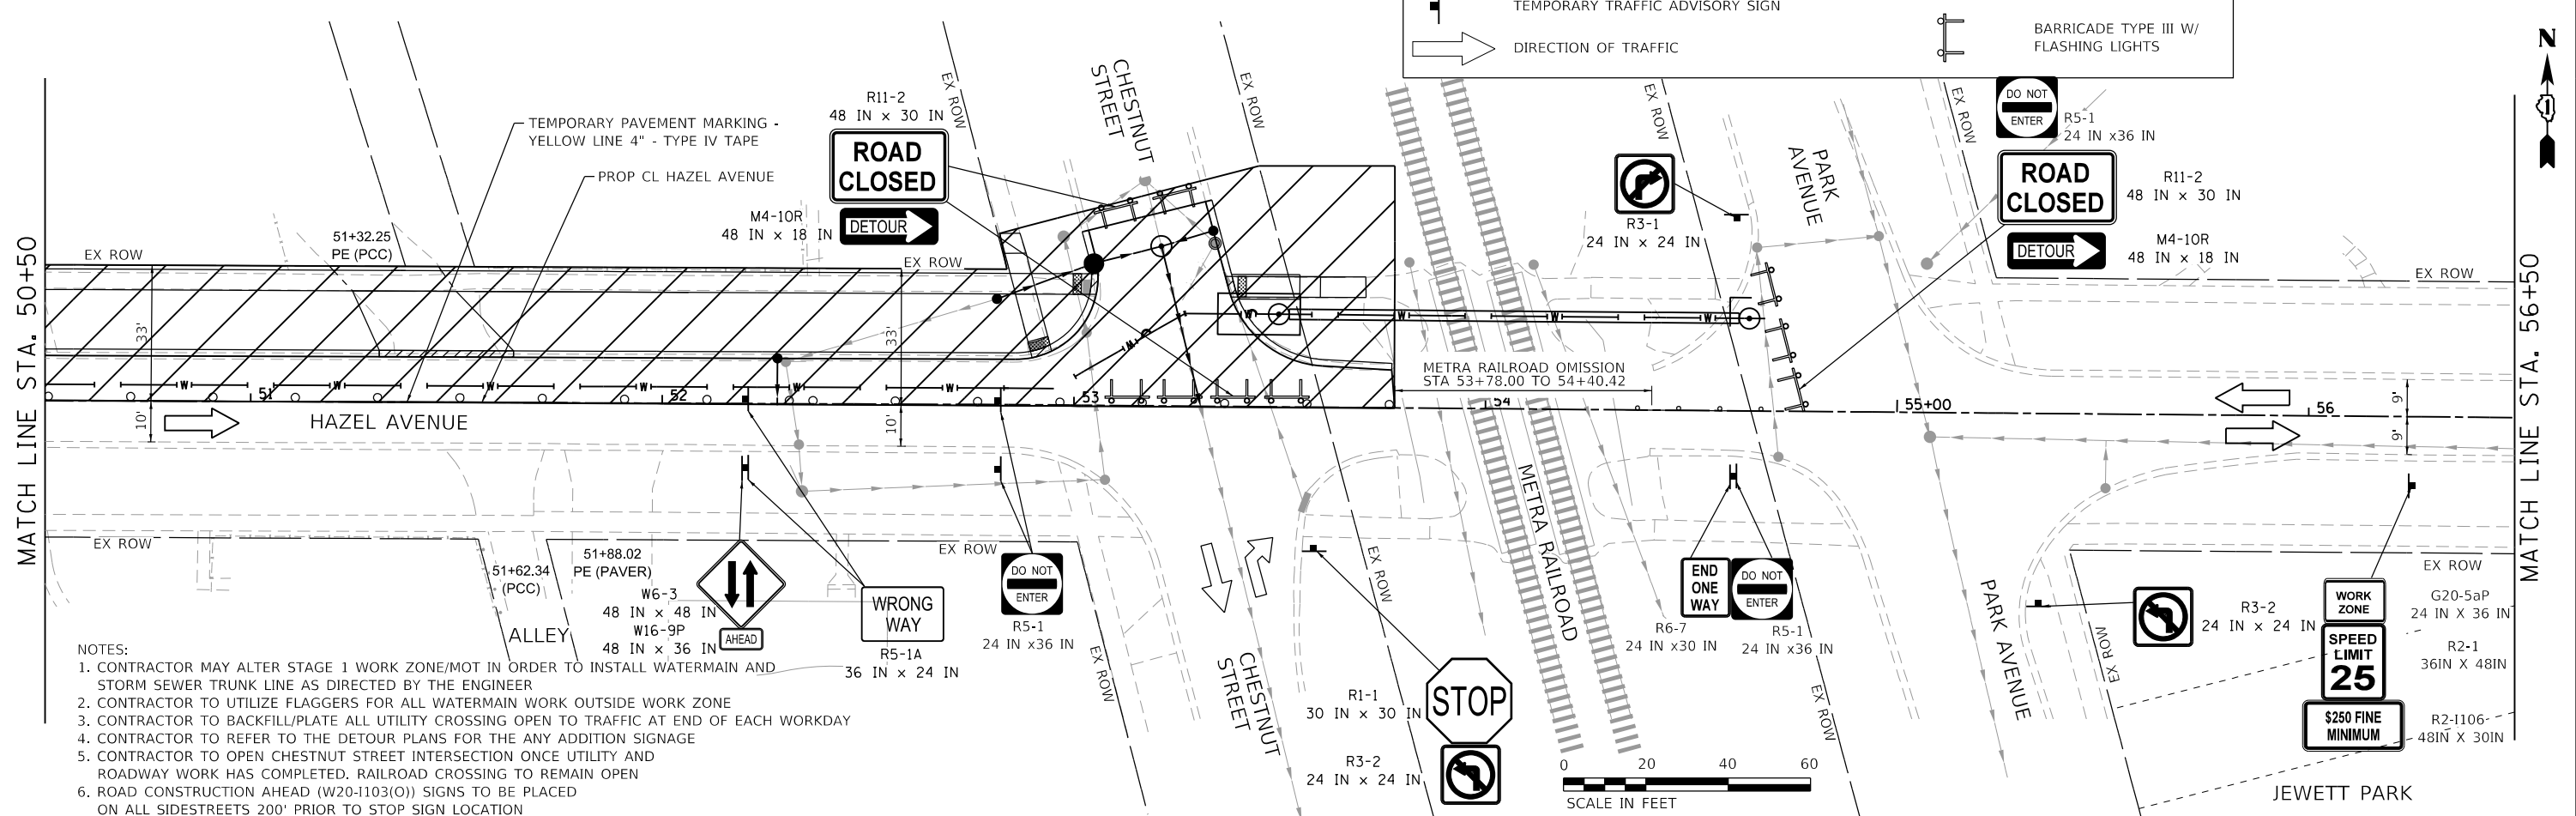 TEMPORARY TRAFFIC ADVISORY SIGN
DIRECTION OF TRAFFIC
BARRICADE TYPE III W/
FLASHING LIGHTS
N
1
MATCH LINE STA. 50+50
EX ROW
51+32.25
PE (PCC)
TEMPORARY PAVEMENT MARKING -
YELLOW LINE 4" - TYPE IV TAPE
PROP CL HAZEL AVENUE
R11-2
48 IN x 30 IN
ROAD
CLOSED
M4-10R
48 IN x 18 IN
DETOUR
EX ROW
EX ROW
CHESTNUT
STREET
EX ROW
EX ROW
R3-1
24 IN x 24 IN
PARK
AVENUE
EX ROW
DO NOT
ENTER
R5-1
24 IN x36 IN
ROAD
CLOSED
R11-2
48 IN x 30 IN
DETOUR
M4-10R
48 IN x 18 IN
EX ROW
MATCH LINE STA. 56+50
33'
33'
W
W
W
W
W
W
W
W
W
W
W
51
52
53
54
55+00
56
10'
10'
9'
9'
HAZEL AVENUE
METRA RAILROAD OMISSION
STA 53+78.00 TO 54+40.42
METRA RAILROAD
EX ROW
51+62.34
(PCC)
ALLEY
51+88.02
PE (PAVER)
W6-3
48 IN x 48 IN
W16-9P
48 IN x 36 IN
AHEAD
WRONG
WAY
R5-1A
36 IN x 24 IN
EX ROW
DO NOT
ENTER
R5-1
24 IN x36 IN
EX ROW
CHESTNUT
STREET
EX ROW
R1-1
30 IN x 30 IN
STOP
R3-2
24 IN x 24 IN
END
ONE
WAY
R6-7
24 IN x30 IN
DO NOT
ENTER
R5-1
24 IN x36 IN
EX ROW
PARK AVENUE
EX ROW
R3-2
24 IN x 24 IN
EX ROW
WORK
ZONE
G20-5aP
24 IN X 36 IN
SPEED
LIMIT
25
R2-1
36IN X 48IN
$250 FINE
MINIMUM
R2-I106
48IN X 30IN
JEWETT PARK
0 20 40 60
SCALE IN FEET
NOTES:
1. CONTRACTOR MAY ALTER STAGE 1 WORK ZONE/MOT IN ORDER TO INSTALL WATERMAIN AND
STORM SEWER TRUNK LINE AS DIRECTED BY THE ENGINEER
2. CONTRACTOR TO UTILIZE FLAGGERS FOR ALL WATERMAIN WORK OUTSIDE WORK ZONE
3. CONTRACTOR TO BACKFILL/PLATE ALL UTILITY CROSSING OPEN TO TRAFFIC AT END OF EACH WORKDAY
4. CONTRACTOR TO REFER TO THE DETOUR PLANS FOR THE ANY ADDITION SIGNAGE
5. CONTRACTOR TO OPEN CHESTNUT STREET INTERSECTION ONCE UTILITY AND
ROADWAY WORK HAS COMPLETED. RAILROAD CROSSING TO REMAIN OPEN
6. ROAD CONSTRUCTION AHEAD (W20-I103(O)) SIGNS TO BE PLACED
ON ALL SIDESTREETS 200' PRIOR TO STOP SIGN LOCATION